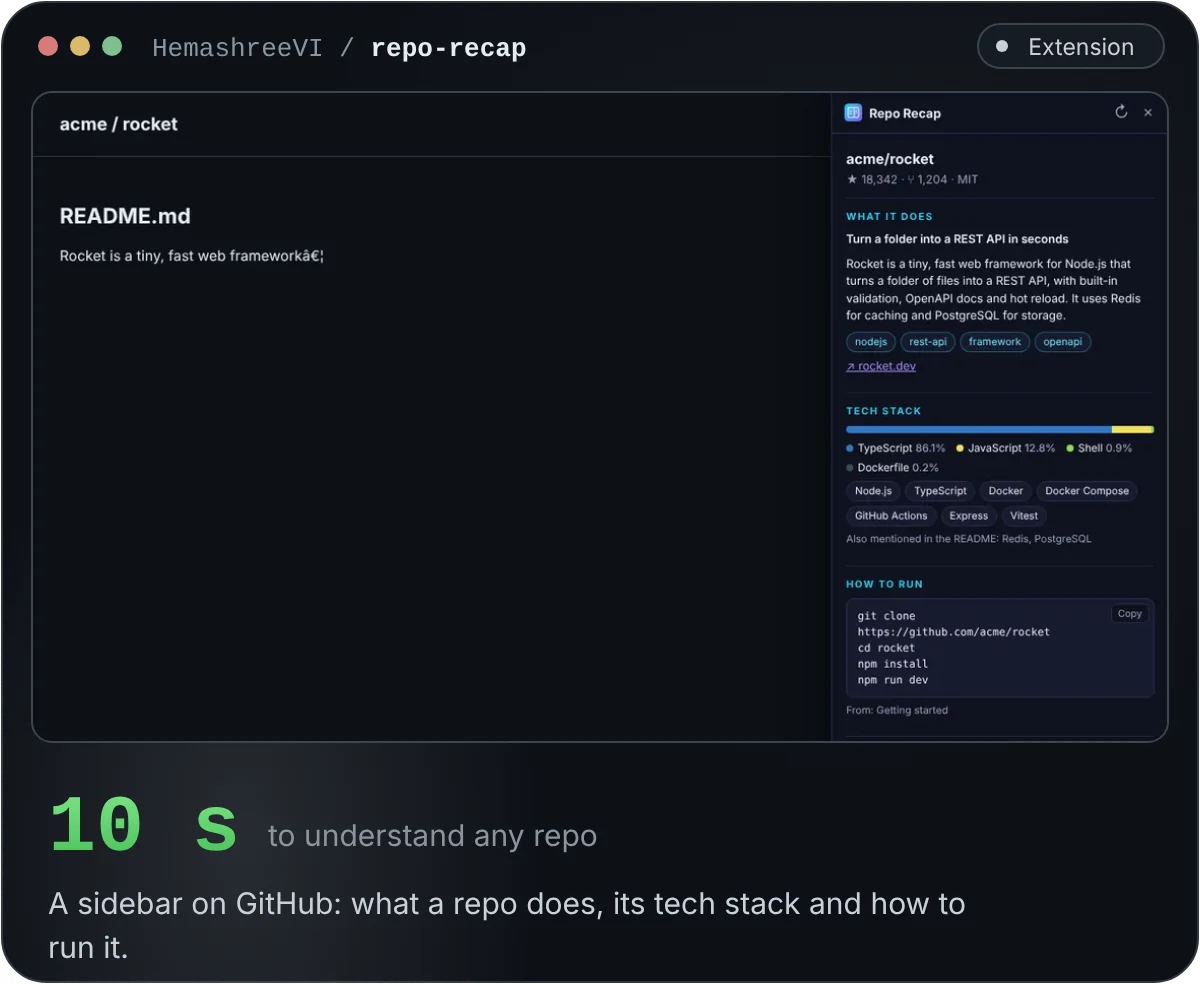 HemashreeVI / repo-recap
Extension
acme / rocket
README.md
Rocket is a tiny, fast web frameworkâ€¦
Repo Recap
acme/rocket
★ 18,342 · ⑂ 1,204 · MIT
WHAT IT DOES
Turn a folder into a REST API in seconds
Rocket is a tiny, fast web framework for Node.js that
turns a folder of files into a REST API, with built-in
validation, OpenAPI docs and hot reload. It uses Redis
for caching and PostgreSQL for storage.
nodejs rest-api framework openapi
↗ rocket.dev
TECH STACK
TypeScript 86.1% JavaScript 12.8% Shell 0.9%
Dockerfile 0.2%
Node.js TypeScript Docker Docker Compose
GitHub Actions Express Vitest
Also mentioned in the README: Redis, PostgreSQL
HOW TO RUN
Copy
git clone
https://github.com/acme/rocket
cd rocket
npm install
npm run dev
From: Getting started
10 s to understand any repo
A sidebar on GitHub: what a repo does, its tech stack and how to
run it.